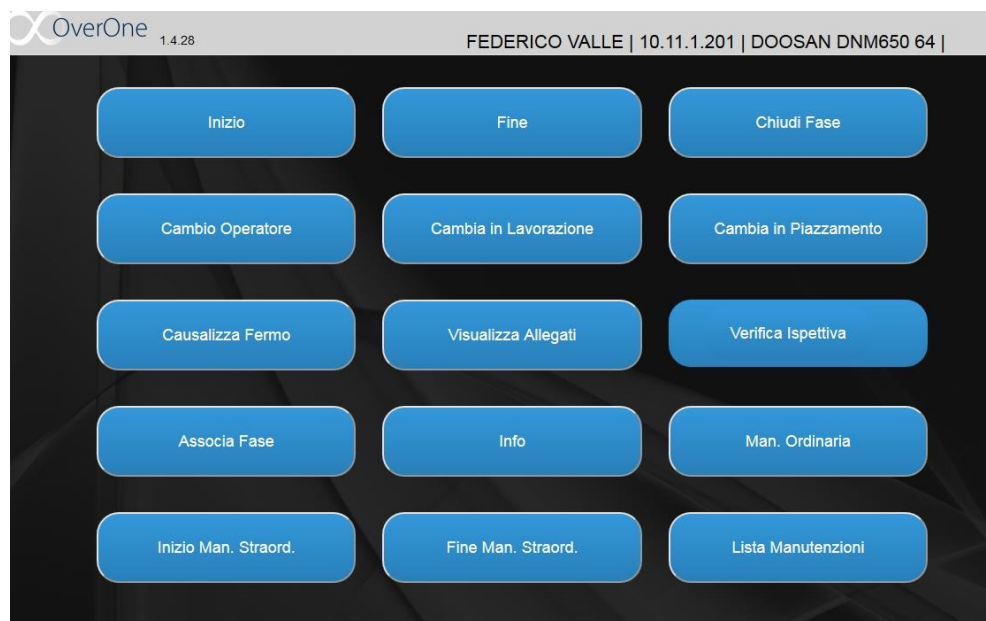 OverOne 1.4.28
FEDERICO VALLE | 10.11.1.201 | DOOSAN DNM650 64 |
Inizio
Fine
Chiudi Fase
Cambio Operatore
Cambia in Lavorazione
Cambia in Piazzamento
Causalizza Fermo
Visualizza Allegati
Verifica Ispettiva
Associa Fase
Info
Man. Ordinaria
Inizio Man. Straord.
Fine Man. Straord.
Lista Manutenzioni